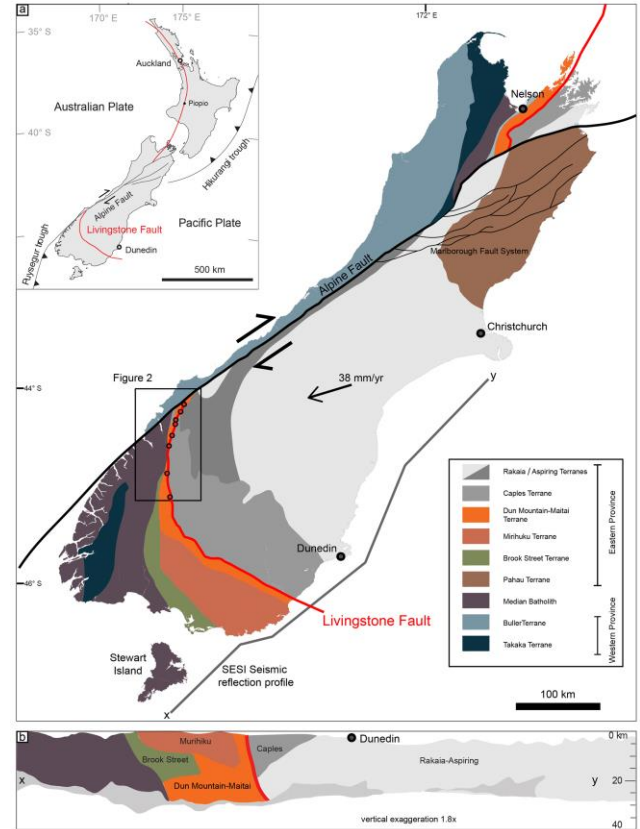 a
170° E
175° E
35° S
Auckland
Piopio
Australian Plate
40° S
Hikurangi trough
Alpine Fault
Pacific Plate
Livingstone Fault
Puysegur trough
Dunedin
500 km
172° E
Nelson
Marlborough Fault System
Alpine Fault
Christchurch
Figure 2
44° S
38 mm/yr
y
Rakaia / Aspiring Terranes
Caples Terrane
Dun Mountain-Maitai
Terrane
Mirihuku Terrane
Brook Street Terrane
Pahau Terrane
Median Batholith
BullerTerrane
Takaka Terrane
Eastern Province
Western Province
Dunedin
46° S
Livingstone Fault
Stewart
Island
SESI Seismic
reflection profile
x
100 km
b
Murihiku
Dunedin
0 km
Brook Street
Caples
x
Rakaia-Aspiring
y
Dun Mountain-Maitai
20
vertical exaggeration 1.8x
40